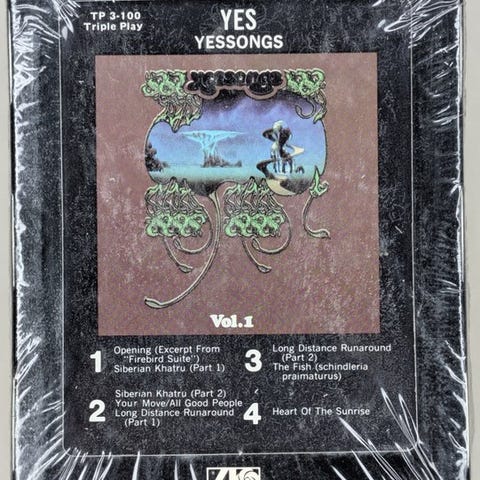 TP 3-100
Triple Play
YES
YESSONGS
yessongs
Vol.1
1
Opening (Excerpt From
"Firebird Suite")
Siberian Khatru (Part 1)
2
Siberian Khatru (Part 2)
Your Move/All Good People
Long Distance Runaround
(Part 1)
3
Long Distance Runaround
(Part 2)
The Fish (schindleria
praimaturus)
4
Heart Of The Sunrise